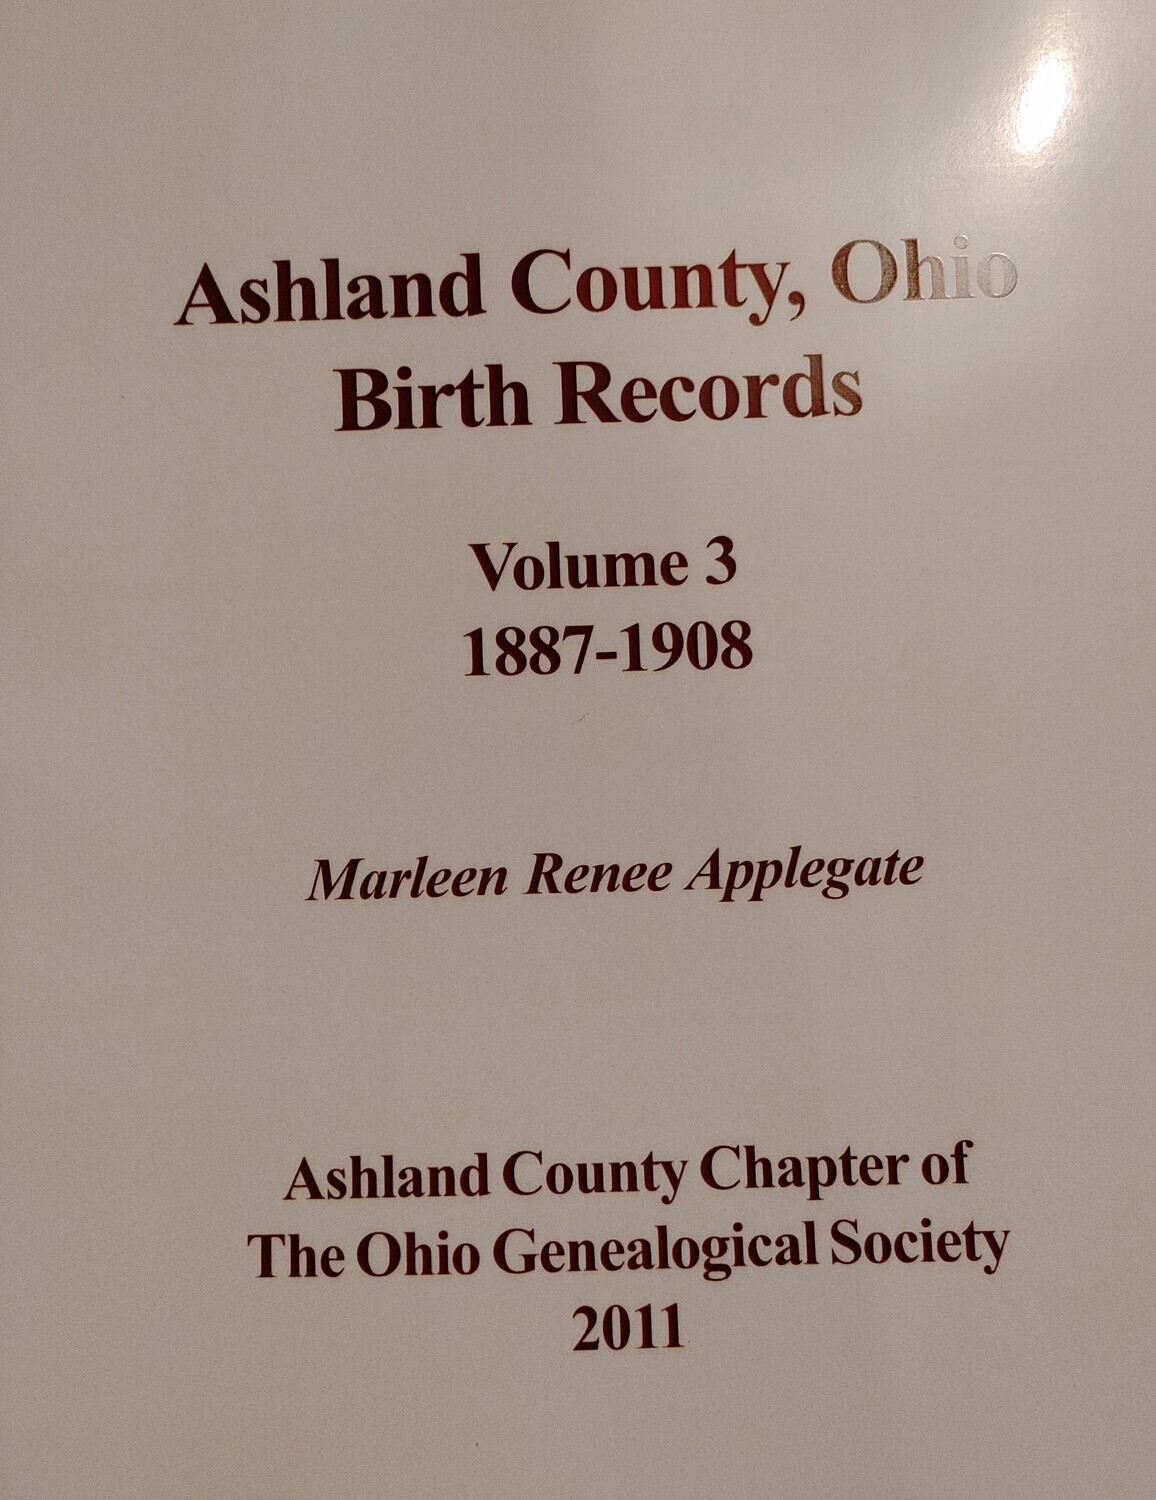 Ashland County, Ohio
Birth Records
Volume 3
1887-1908
Marleen Renee Applegate
Ashland County Chapter of
The Ohio Genealogical Society
2011